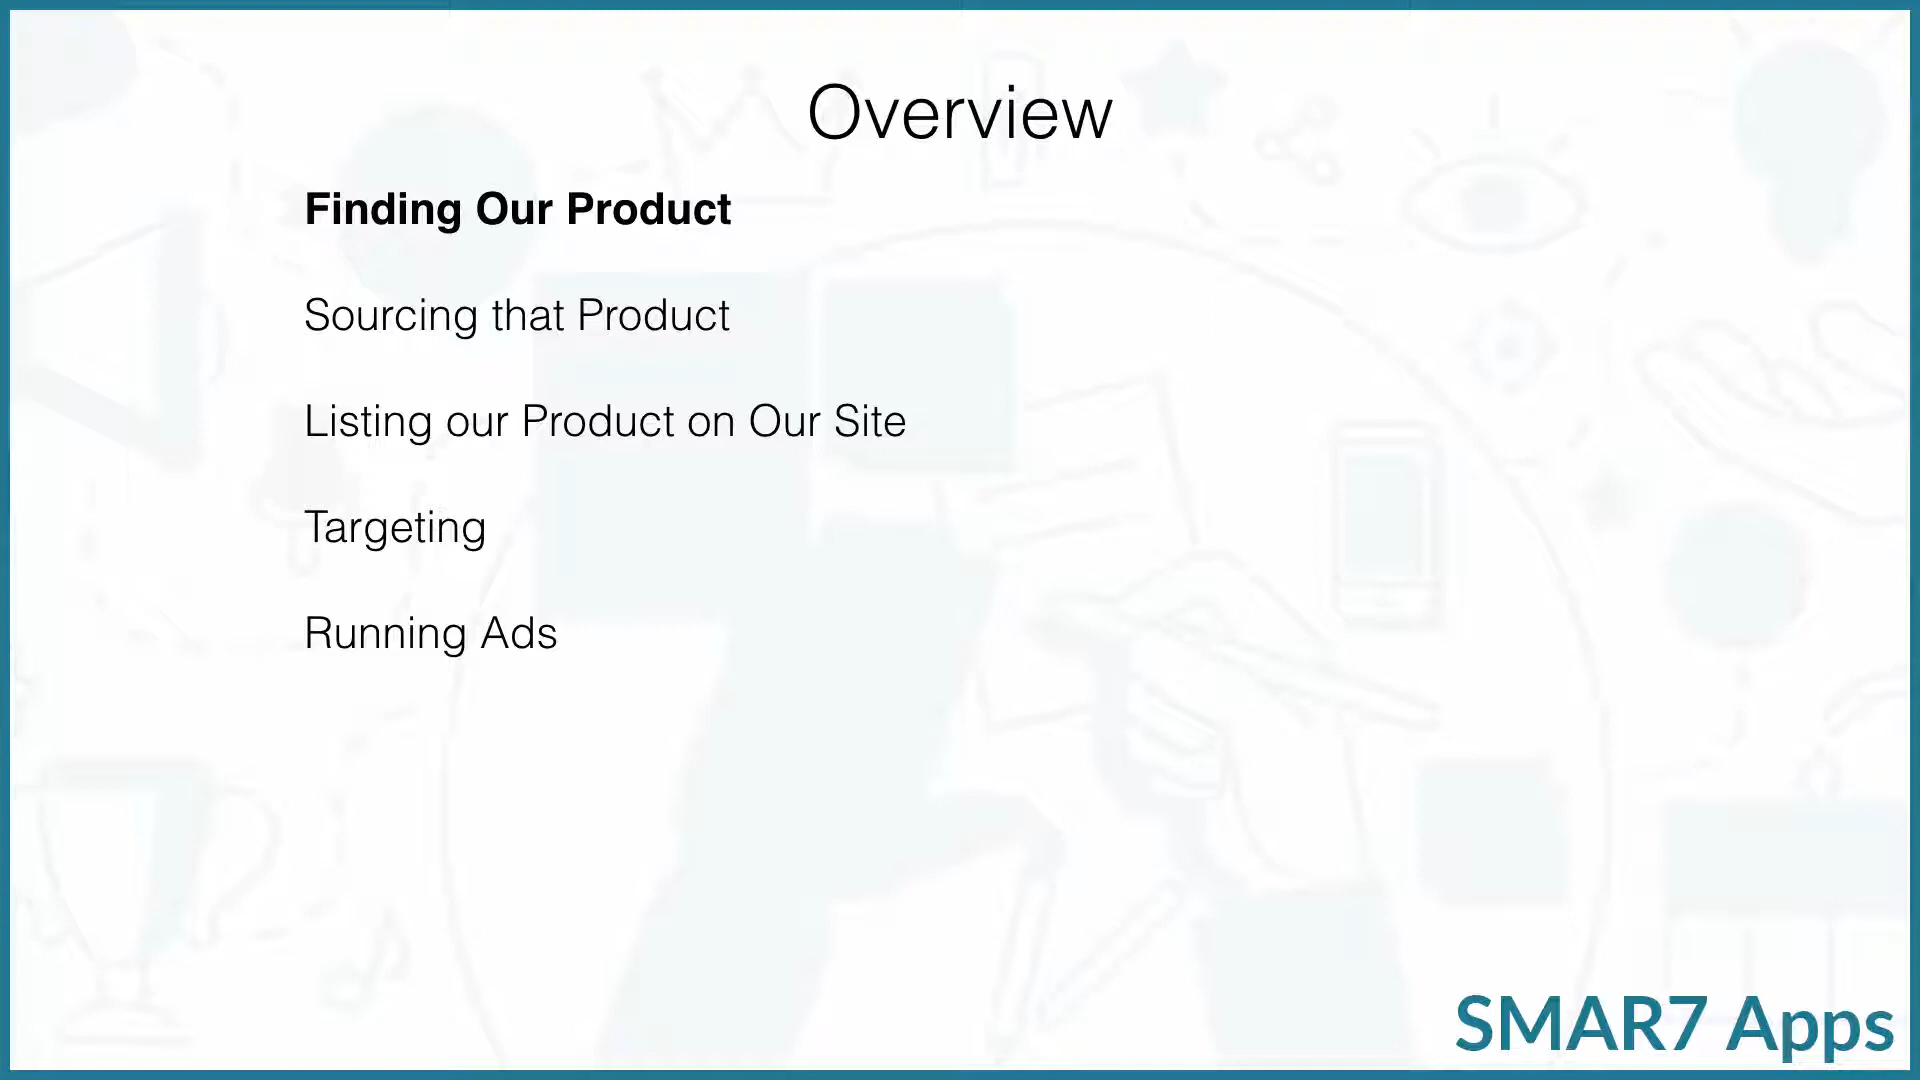 Overview
Finding Our Product
Sourcing that Product
Listing our Product on Our Site
Targeting
Running Ads
SMAR7 Apps